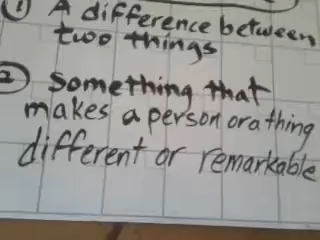 ① A difference between
two things
② Something that
makes a person or a thing
different or remarkable